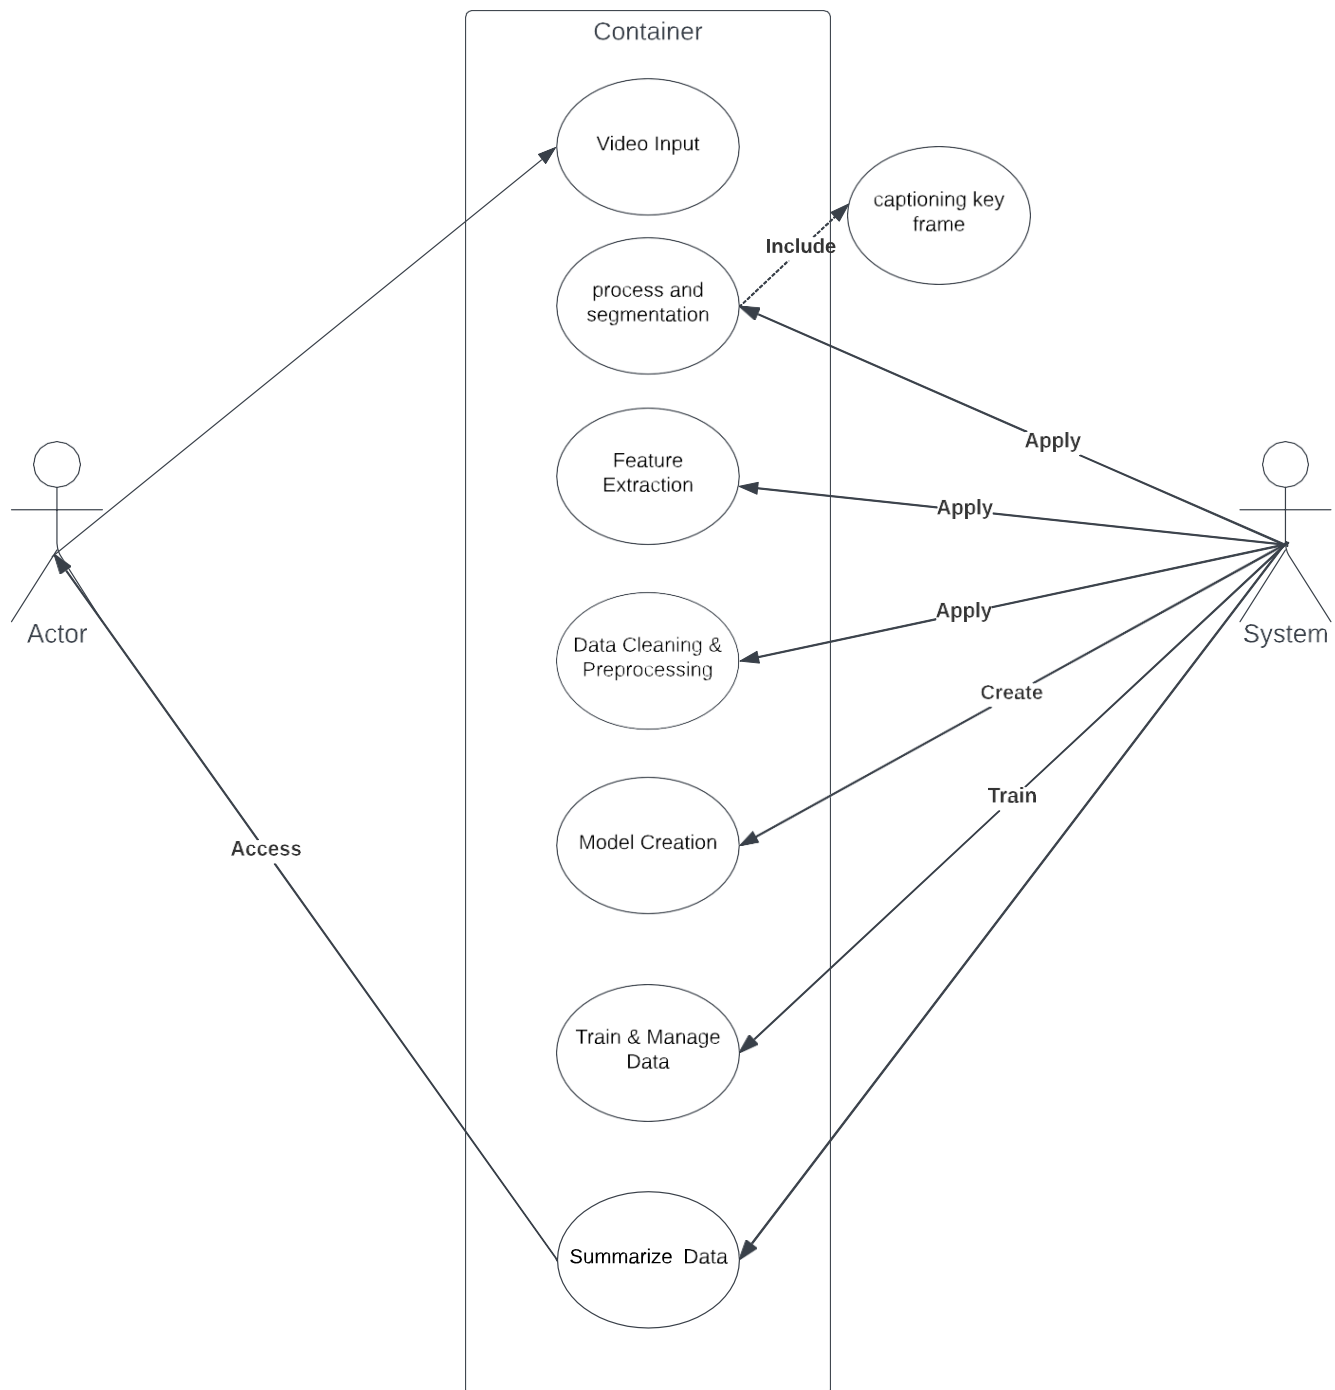 Container
Video Input
captioning key
frame
Include
process and
segmentation
Apply
Feature
Extraction
Apply
Apply
Actor
System
Data Cleaning &
Preprocessing
Create
Train
Model Creation
Access
Train & Manage
Data
Summarize Data